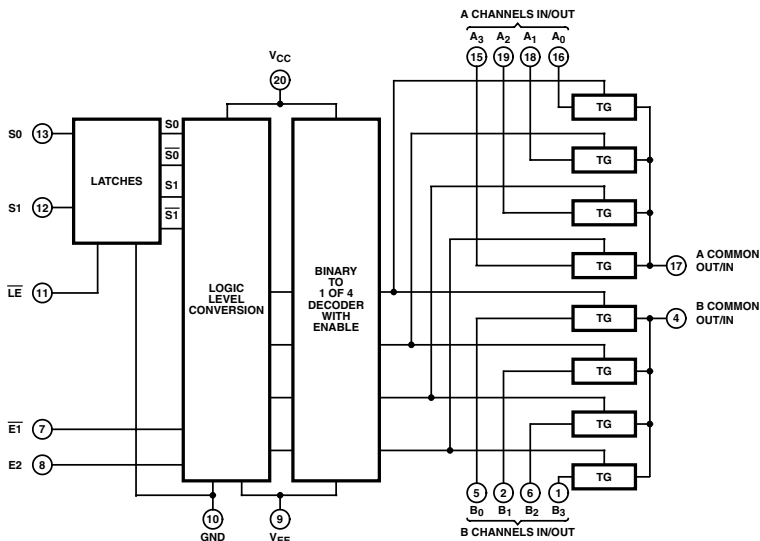 A CHANNELS IN/OUT
A3 A2 A1 A0
15 19 18 16
VCC
20
TG
TG
TG
TG
17 A COMMON OUT/IN
S0 13
S1 12
LATCHES
S0
S0
S1
S1
LE 11
LOGIC
LEVEL
CONVERSION
BINARY
TO
1 OF 4
DECODER
WITH
ENABLE
TG
TG
TG
TG
4 B COMMON OUT/IN
E1 7
E2 8
10
GND
9
VEE
5 2 6 1
B0 B1 B2 B3
B CHANNELS IN/OUT